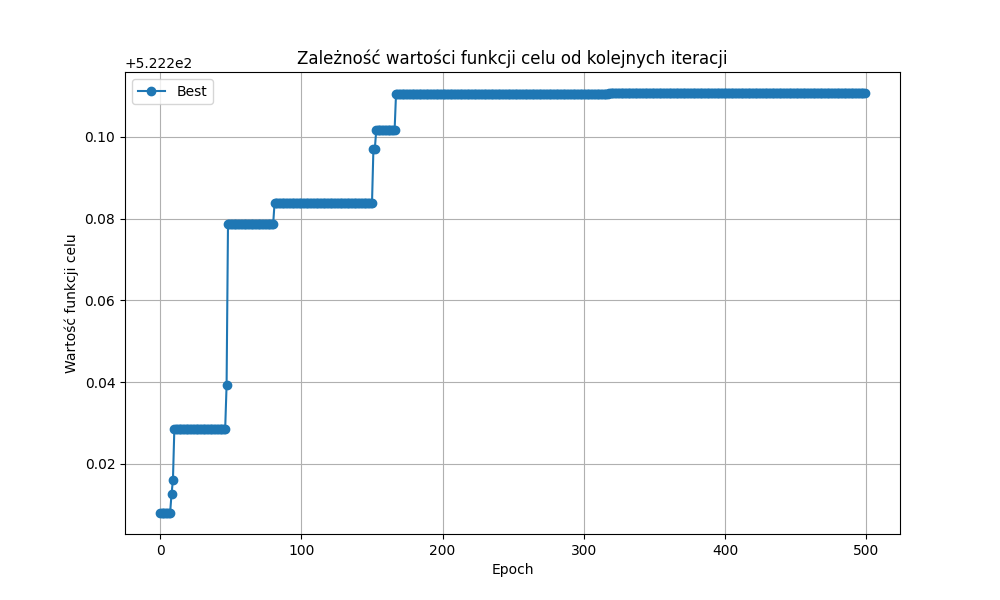 Zależność wartości funkcji celu od kolejnych iteracji
+5.222e2
Best
0.10
0.08
0.06
0.04
0.02
Wartość funkcji celu
0 100 200 300 400 500
Epoch